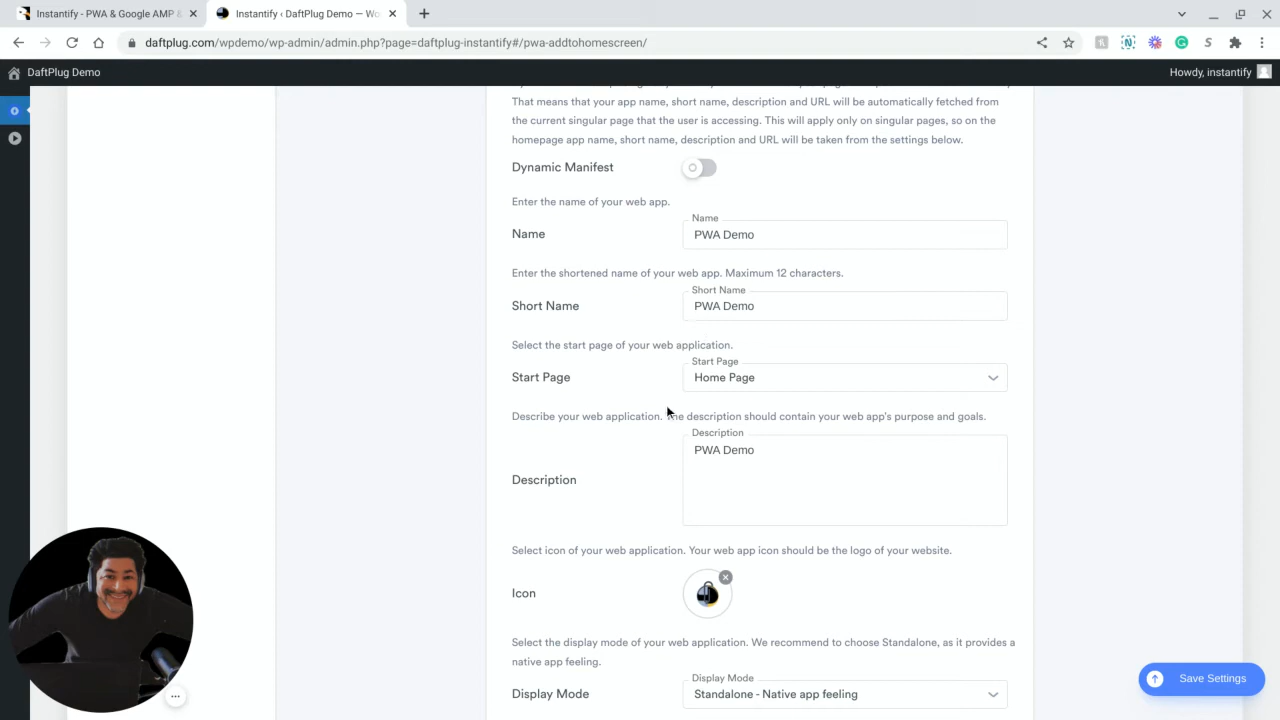 Instantify - PWA & Google AMP &
Instantify ‹ DaftPlug Demo — Wo
daftplug.com/wpdemo/wp-admin/admin.php?page=daftplug-instantify#/pwa-addtohomescreen/
DaftPlug Demo
Howdy, instantify
That means that your app name, short name, description and URL will be automatically fetched from
the current singular page that the user is accessing. This will apply only on singular pages, so on the
homepage app name, short name, description and URL will be taken from the settings below.
Dynamic Manifest
Enter the name of your web app.
Name
Name
PWA Demo
Enter the shortened name of your web app. Maximum 12 characters.
Short Name
Short Name
PWA Demo
Select the start page of your web application.
Start Page
Start Page
Home Page
Describe your web application. The description should contain your web app's purpose and goals.
Description
PWA Demo
Description
Select icon of your web application. Your web app icon should be the logo of your website.
Icon
Select the display mode of your web application. We recommend to choose Standalone, as it provides a
native app feeling.
Display Mode
Display Mode
Standalone - Native app feeling
Save Settings